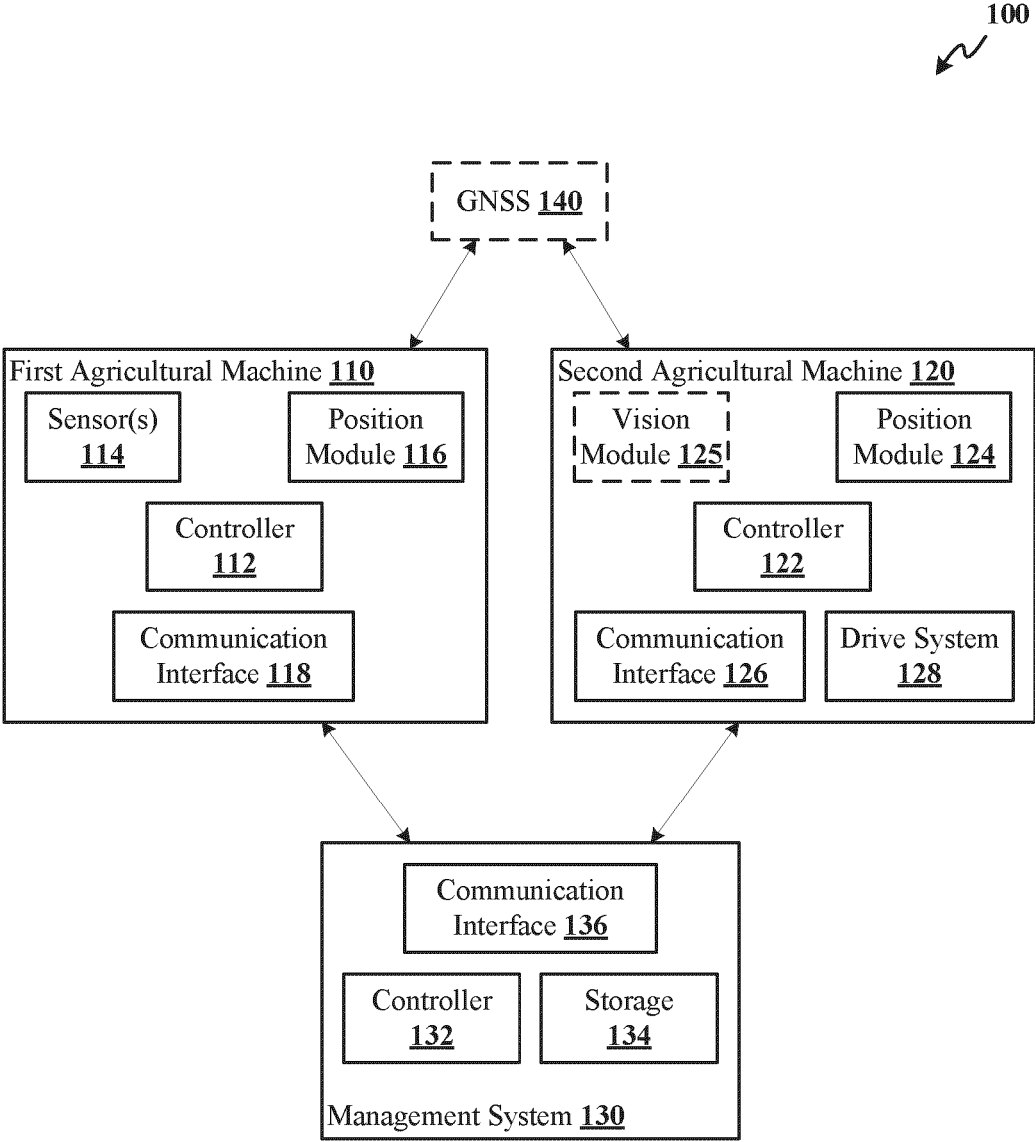 100
GNSS 140
First Agricultural Machine 110
Sensor(s)
114
Position
Module 116
Controller
112
Communication
Interface 118
Second Agricultural Machine 120
Vision
Module 125
Position
Module 124
Controller
122
Communication
Interface 126
Drive System
128
Communication
Interface 136
Controller
132
Storage
134
Management System 130